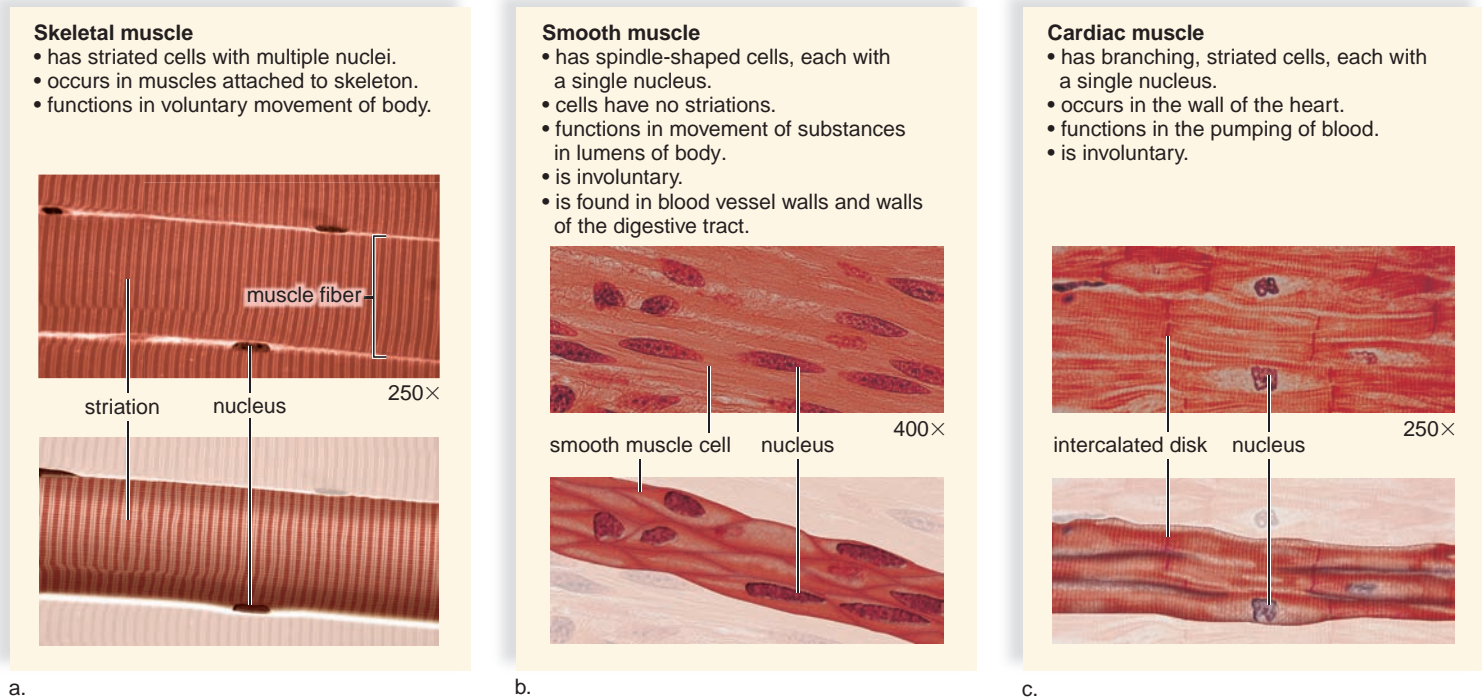 Skeletal muscle
• has striated cells with multiple nuclei.
• occurs in muscles attached to skeleton.
• functions in voluntary movement of body.
muscle fiber
250×
striation
nucleus
a.
Smooth muscle
• has spindle-shaped cells, each with
a single nucleus.
• cells have no striations.
• functions in movement of substances
in lumens of body.
• is involuntary.
• is found in blood vessel walls and walls
of the digestive tract.
400×
smooth muscle cell
nucleus
b.
Cardiac muscle
• has branching, striated cells, each with
a single nucleus.
• occurs in the wall of the heart.
• functions in the pumping of blood.
• is involuntary.
250×
intercalated disk
nucleus
c.